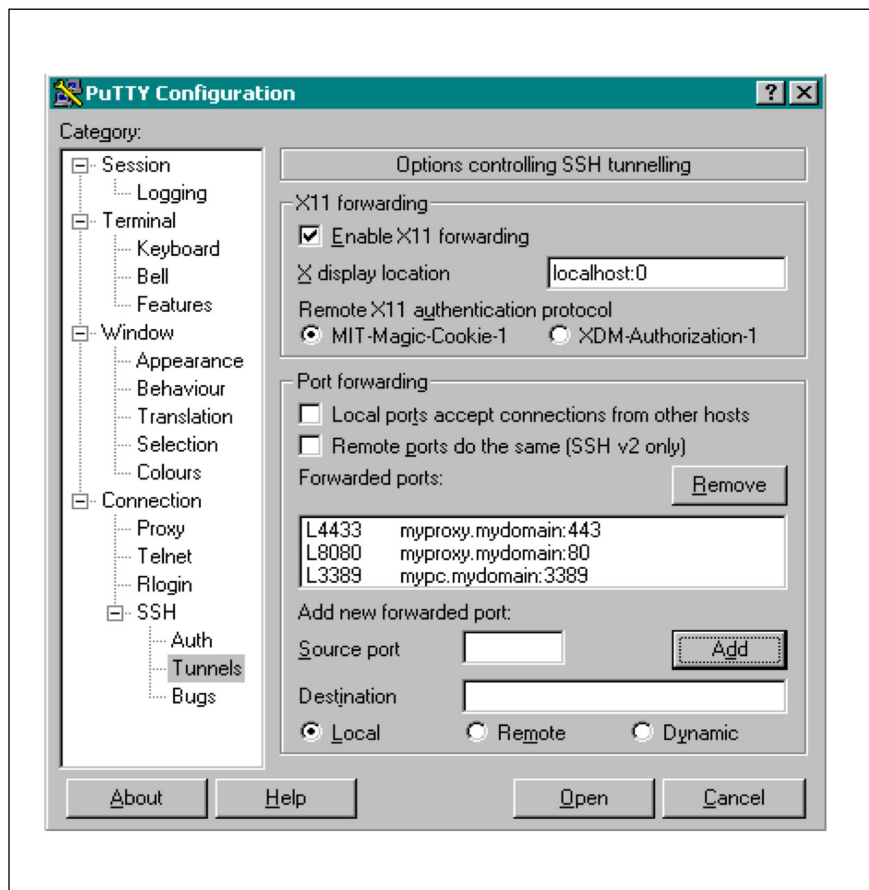 PuTTY Configuration
Category:
Session
Logging
Terminal
Keyboard
Bell
Features
Window
Appearance
Behaviour
Translation
Selection
Colours
Connection
Proxy
Telnet
Rlogin
SSH
Auth
Tunnels
Bugs
Options controlling SSH tunnelling
X11 forwarding
Enable X11 forwarding
X display location localhost:0
Remote X11 authentication protocol
MIT-Magic-Cookie-1 XDM-Authorization-1
Port forwarding
Local ports accept connections from other hosts
Remote ports do the same (SSH v2 only)
Forwarded ports: Remove
L4433 myproxy.mydomain:443
L8080 myproxy.mydomain:80
L3389 mypc.mydomain:3389
Add new forwarded port:
Source port Add
Destination
Local Remote Dynamic
About Help Open Cancel